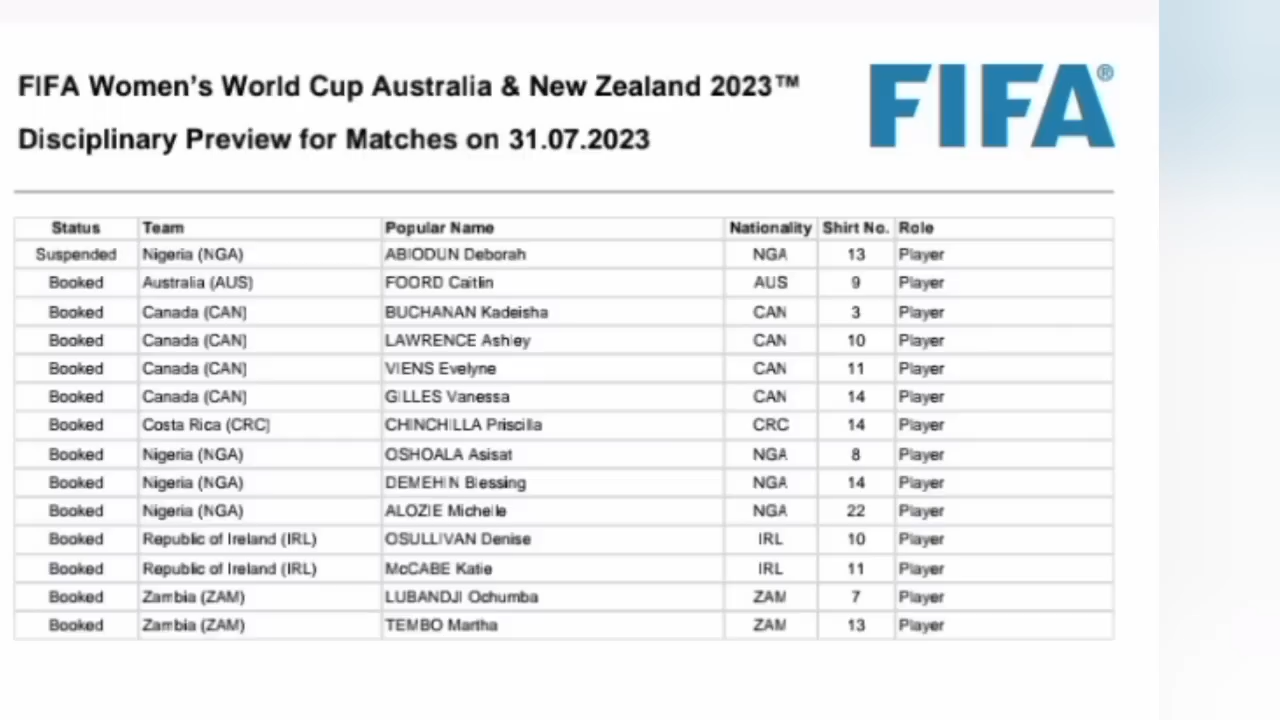 FIFA Women's World Cup Australia & New Zealand 2023™
FIFA®
Disciplinary Preview for Matches on 31.07.2023
Status Team Popular Name Nationality Shirt No. Role
Suspended Nigeria (NGA) ABIODUN Deborah NGA 13 Player
Booked Australia (AUS) FOORD Caitlin AUS 9 Player
Booked Canada (CAN) BUCHANAN Kadeisha CAN 3 Player
Booked Canada (CAN) LAWRENCE Ashley CAN 10 Player
Booked Canada (CAN) VIENS Evelyne CAN 11 Player
Booked Canada (CAN) GILLES Vanessa CAN 14 Player
Booked Costa Rica (CRC) CHINCHILLA Priscilla CRC 14 Player
Booked Nigeria (NGA) OSHOALA Asisat NGA 8 Player
Booked Nigeria (NGA) DEMEHIN Blessing NGA 14 Player
Booked Nigeria (NGA) ALOZIE Michelle NGA 22 Player
Booked Republic of Ireland (IRL) OSULLIVAN Denise IRL 10 Player
Booked Republic of Ireland (IRL) McCABE Katie IRL 11 Player
Booked Zambia (ZAM) LUBANDJI Ochumba ZAM 7 Player
Booked Zambia (ZAM) TEMBO Martha ZAM 13 Player